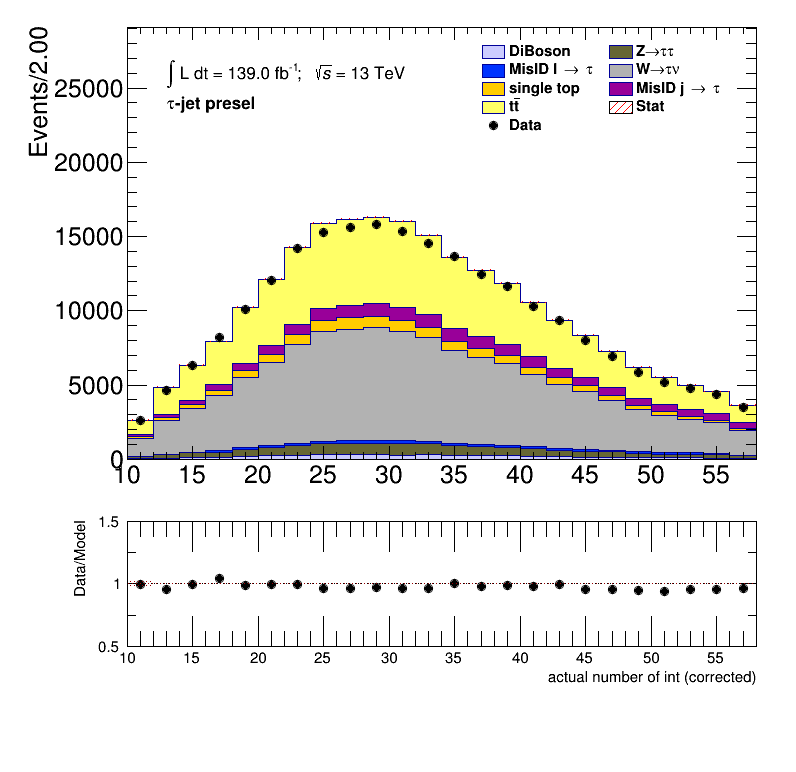 Events/2.00
∫ L dt = 139.0 fb⁻¹; √s = 13 TeV
τ-jet presel
DiBoson
Z→ττ
MisID l → τ
W→τν
single top
MisID j → τ
tt̄
Stat
Data
25000
20000
15000
10000
5000
0
10 15 20 25 30 35 40 45 50 55
Data/Model
1.5
1
0.5
10 15 20 25 30 35 40 45 50 55
actual number of int (corrected)